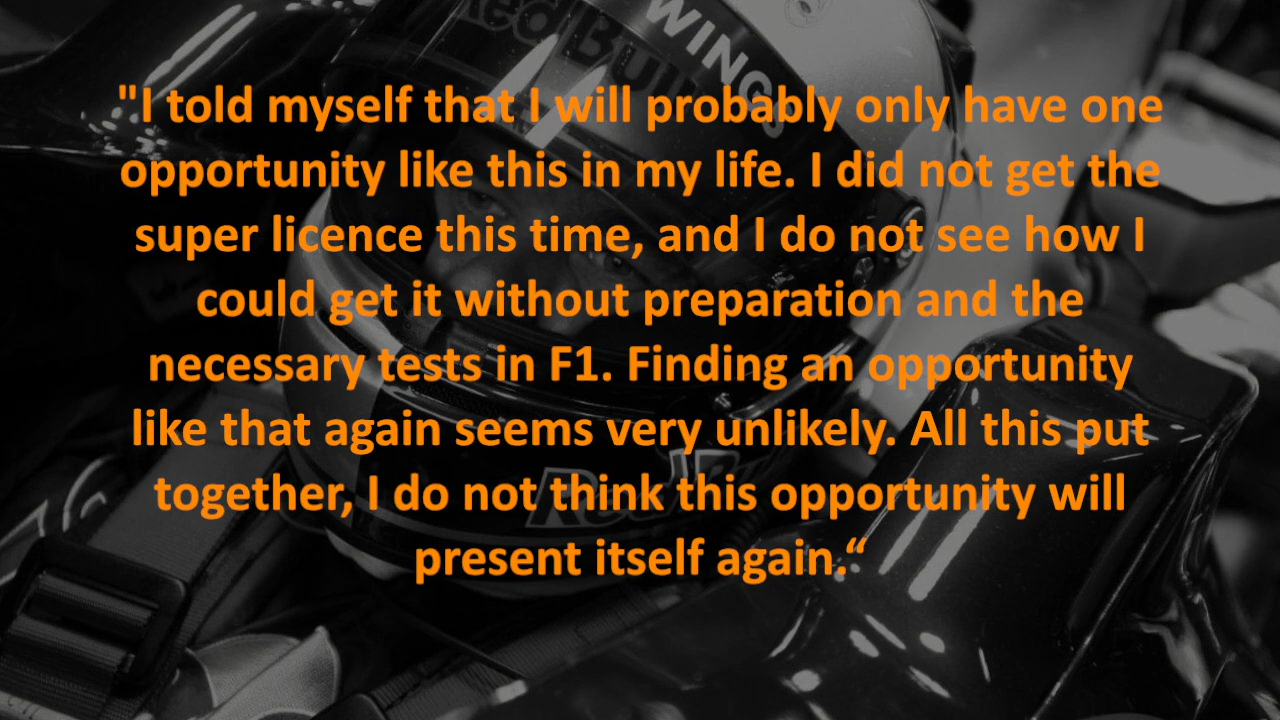 Red Bull
WINGS
"I told myself that I will probably only have one
opportunity like this in my life. I did not get the
super licence this time, and I do not see how I
could get it without preparation and the
necessary tests in F1. Finding an opportunity
like that again seems very unlikely. All this put
together, I do not think this opportunity will
present itself again.“